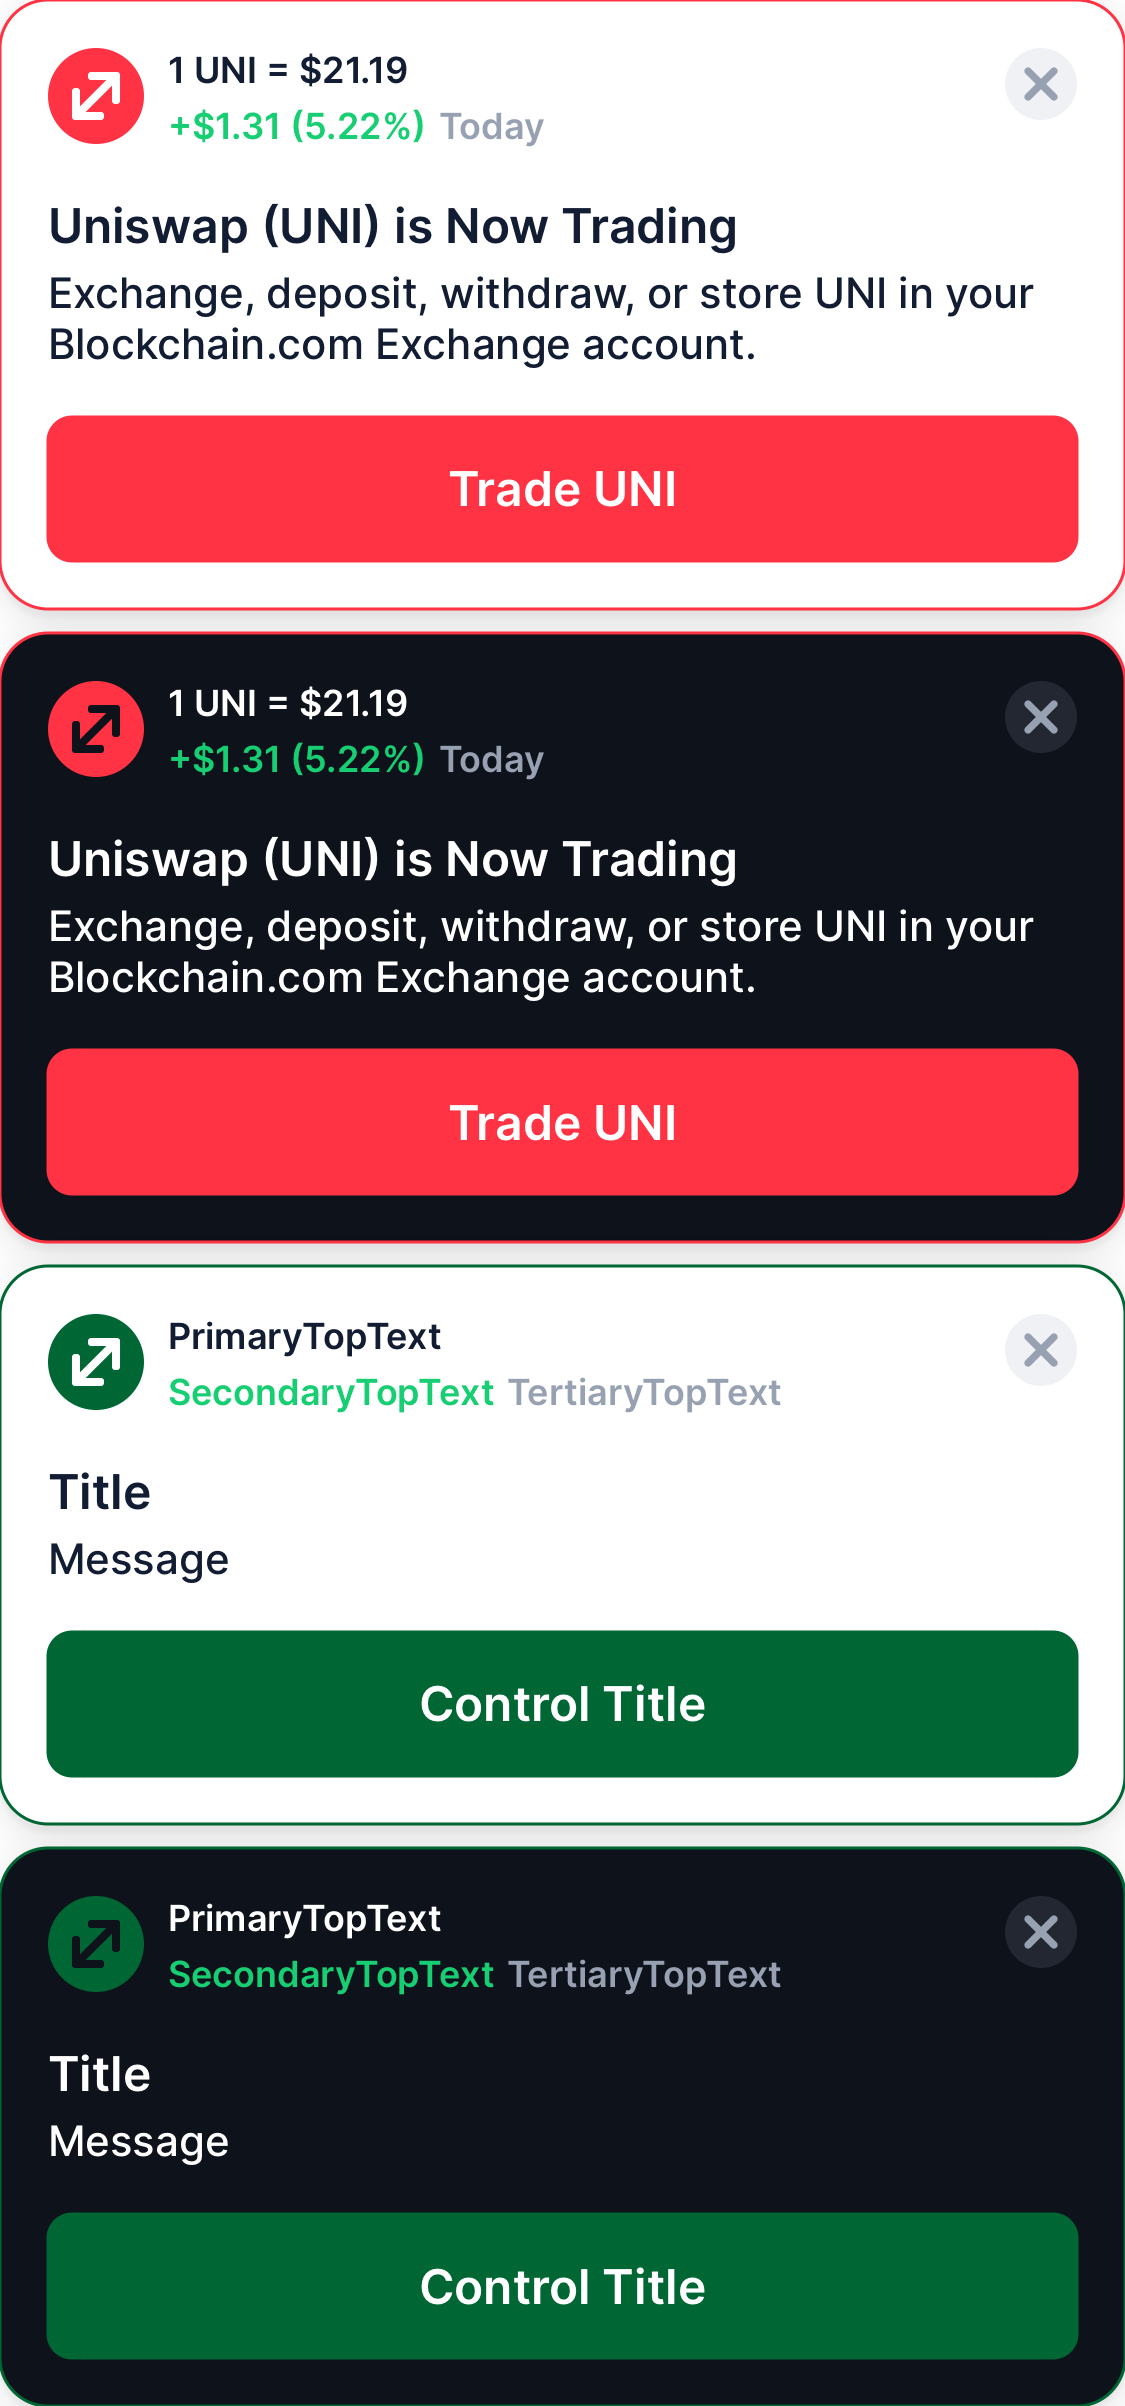 1 UNI = $21.19
+$1.31 (5.22%) Today
Uniswap (UNI) is Now Trading
Exchange, deposit, withdraw, or store UNI in your
Blockchain.com Exchange account.
Trade UNI
1 UNI = $21.19
+$1.31 (5.22%) Today
Uniswap (UNI) is Now Trading
Exchange, deposit, withdraw, or store UNI in your
Blockchain.com Exchange account.
Trade UNI
PrimaryTopText
SecondaryTopText TertiaryTopText
Title
Message
Control Title
PrimaryTopText
SecondaryTopText TertiaryTopText
Title
Message
Control Title